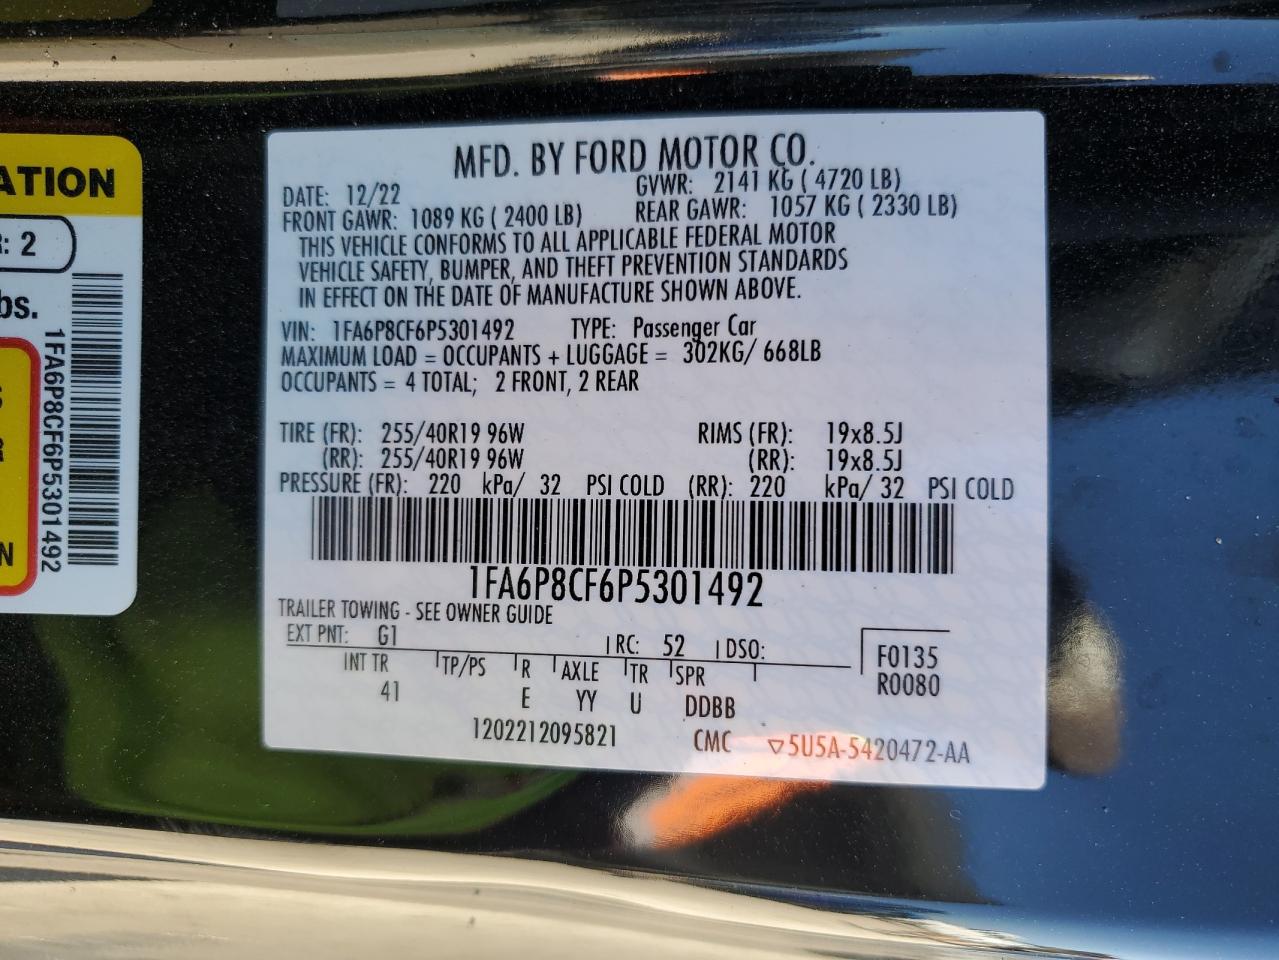 MFD. BY FORD MOTOR CO.
DATE: 12/22 GVWR: 2141 KG ( 4720 LB)
FRONT GAWR: 1089 KG ( 2400 LB) REAR GAWR: 1057 KG ( 2330 LB)
THIS VEHICLE CONFORMS TO ALL APPLICABLE FEDERAL MOTOR
VEHICLE SAFETY, BUMPER, AND THEFT PREVENTION STANDARDS
IN EFFECT ON THE DATE OF MANUFACTURE SHOWN ABOVE.
VIN: 1FA6P8CF6P5301492 TYPE: Passenger Car
MAXIMUM LOAD = OCCUPANTS + LUGGAGE = 302KG/ 668LB
OCCUPANTS = 4 TOTAL; 2 FRONT, 2 REAR
TIRE (FR): 255/40R19 96W RIMS (FR): 19x8.5J
(RR): 255/40R19 96W (RR): 19x8.5J
PRESSURE (FR): 220 kPa/ 32 PSI COLD (RR): 220 kPa/ 32 PSI COLD
1FA6P8CF6P5301492
TRAILER TOWING - SEE OWNER GUIDE
EXT PNT: G1 RC: 52 DSO:
F0135
R0080
INT TR TP/PS R AXLE TR SPR
41 E YY U DDBB
1202212095821 CMC ▽5U5A-5420472-AA
ATION
R: 2
bs.
1FA6P8CF6P5301492
S
R
N